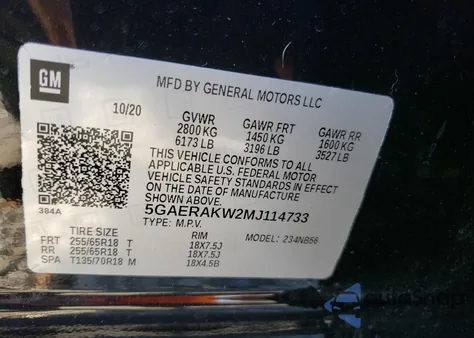 GM
MFD BY GENERAL MOTORS LLC
10/20
GVWR GAWR FRT GAWR RR
2800 KG 1450 KG 1600 KG
6173 LB 3196 LB 3527 LB
THIS VEHICLE CONFORMS TO ALL
APPLICABLE U.S. FEDERAL MOTOR
VEHICLE SAFETY STANDARDS IN EFFECT
ON THE DATE OF MANUFACTURE SHOWN ABOVE.
384A
5GAERAKW2MJ114733
TYPE: M.P.V. MODEL: 234NB56
TIRE SIZE RIM
FRT 255/65R18 T 18X7.5J
RR 255/65R18 T 18X7.5J
SPA T135/70R18 M 18X4.5B